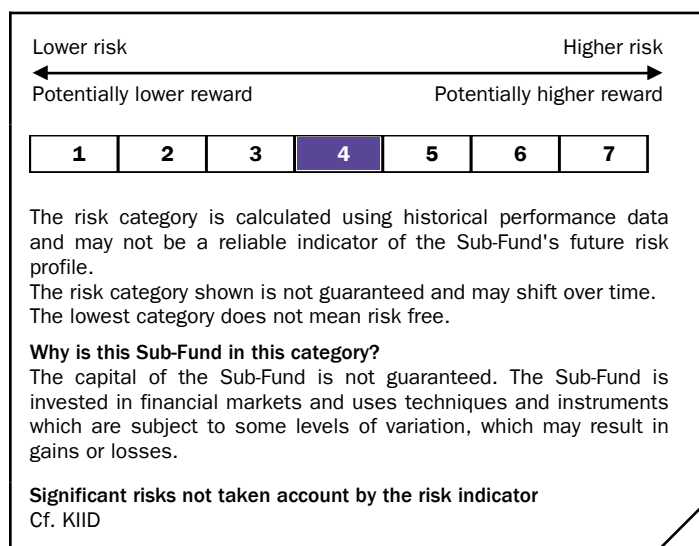 Lower risk Higher risk
Potentially lower reward Potentially higher reward
1 2 3 4 5 6 7
The risk category is calculated using historical performance data
and may not be a reliable indicator of the Sub-Fund's future risk
profile.
The risk category shown is not guaranteed and may shift over time.
The lowest category does not mean risk free.
Why is this Sub-Fund in this category?
The capital of the Sub-Fund is not guaranteed. The Sub-Fund is
invested in financial markets and uses techniques and instruments
which are subject to some levels of variation, which may result in
gains or losses.
Significant risks not taken account by the risk indicator
Cf. KIID